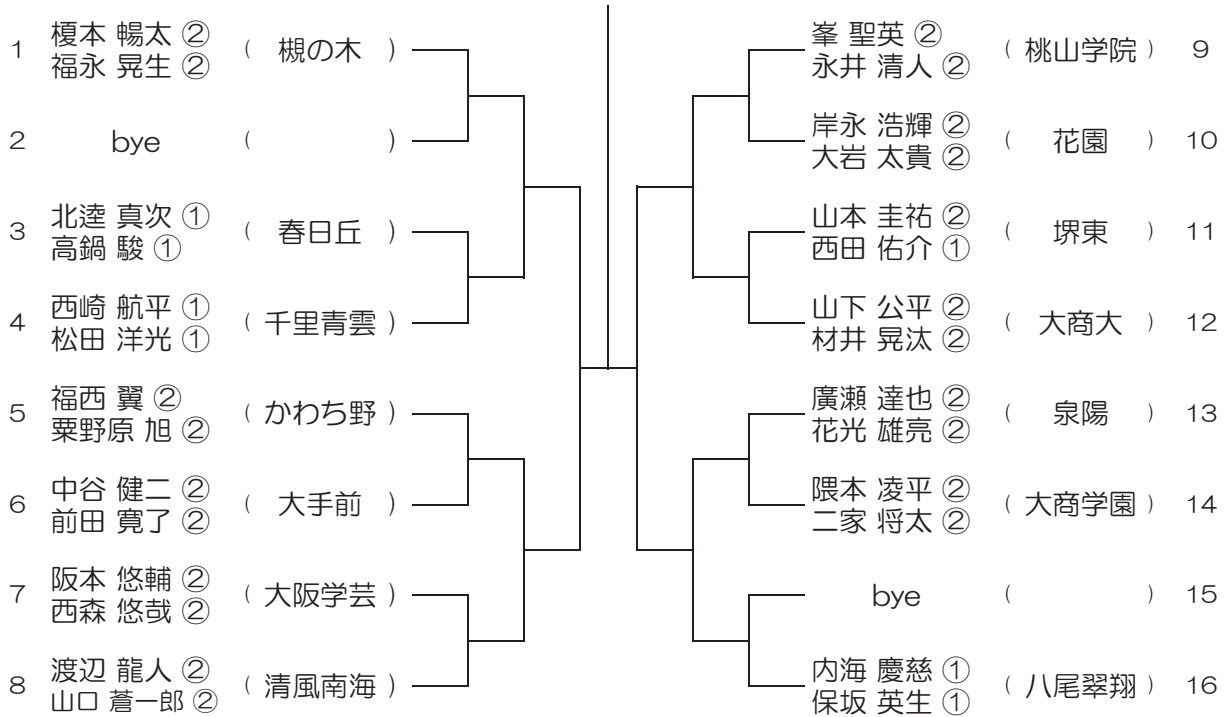 1 榎本 暢太 ② 福永 晃生 ② ( 槻の木 )
2 bye ( )
3 北逵 真次 ① 高鍋 駿 ① ( 春日丘 )
4 西崎 航平 ① 松田 洋光 ① ( 千里青雲 )
5 福西 翼 ② 粟野原 旭 ② ( かわち野 )
6 中谷 健二 ② 前田 寛了 ② ( 大手前 )
7 阪本 悠輔 ② 西森 悠哉 ② ( 大阪学芸 )
8 渡辺 龍人 ② 山口 蒼一郎 ② ( 清風南海 )
峯 聖英 ② 永井 清人 ② ( 桃山学院 ) 9
岸永 浩輝 ② 大岩 太貴 ② ( 花園 ) 10
山本 圭祐 ② 西田 佑介 ① ( 堺東 ) 11
山下 公平 ② 材井 晃汰 ② ( 大商大 ) 12
廣瀬 達也 ② 花光 雄亮 ② ( 泉陽 ) 13
隈本 凌平 ② 二家 将太 ② ( 大商学園 ) 14
bye ( ) 15
内海 慶慈 ① 保坂 英生 ① ( 八尾翠翔 ) 16